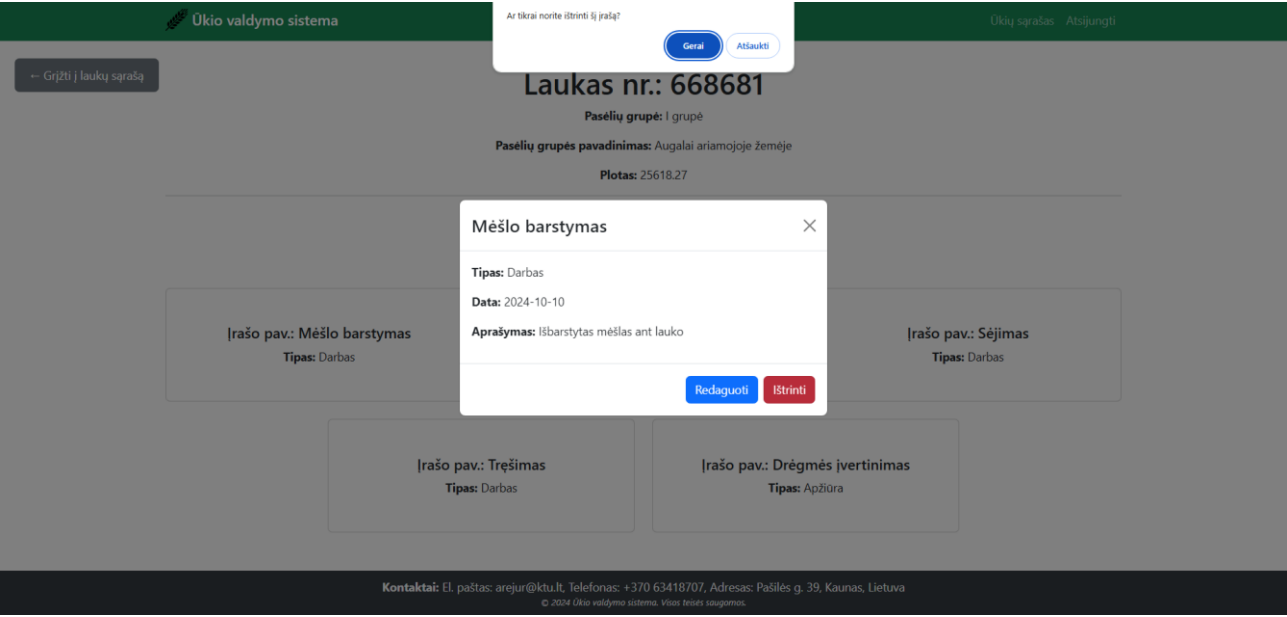 Ūkio valdymo sistema
Ūkių sąrašas Atsijungti
Ar tikrai norite ištrinti šį įrašą?
Gerai Atšaukti
← Grįžti į laukų sąrašą
Laukas nr.: 668681
Pasėlių grupė: I grupė
Pasėlių grupės pavadinimas: Augalai ariamojoje žemėje
Plotas: 25618.27
Mėšlo barstymas
Tipas: Darbas
Data: 2024-10-10
Aprašymas: Išbarstytas mėšlas ant lauko
Redaguoti Ištrinti
Įrašo pav.: Mėšlo barstymas
Tipas: Darbas
Įrašo pav.: Sėjimas
Tipas: Darbas
Įrašo pav.: Tręšimas
Tipas: Darbas
Įrašo pav.: Drėgmės įvertinimas
Tipas: Apžiūra
Kontaktai: El. paštas: arejur@ktu.lt, Telefonas: +370 63418707, Adresas: Pašilės g. 39, Kaunas, Lietuva
© 2024 Ūkio valdymo sistema. Visos teisės saugomos.